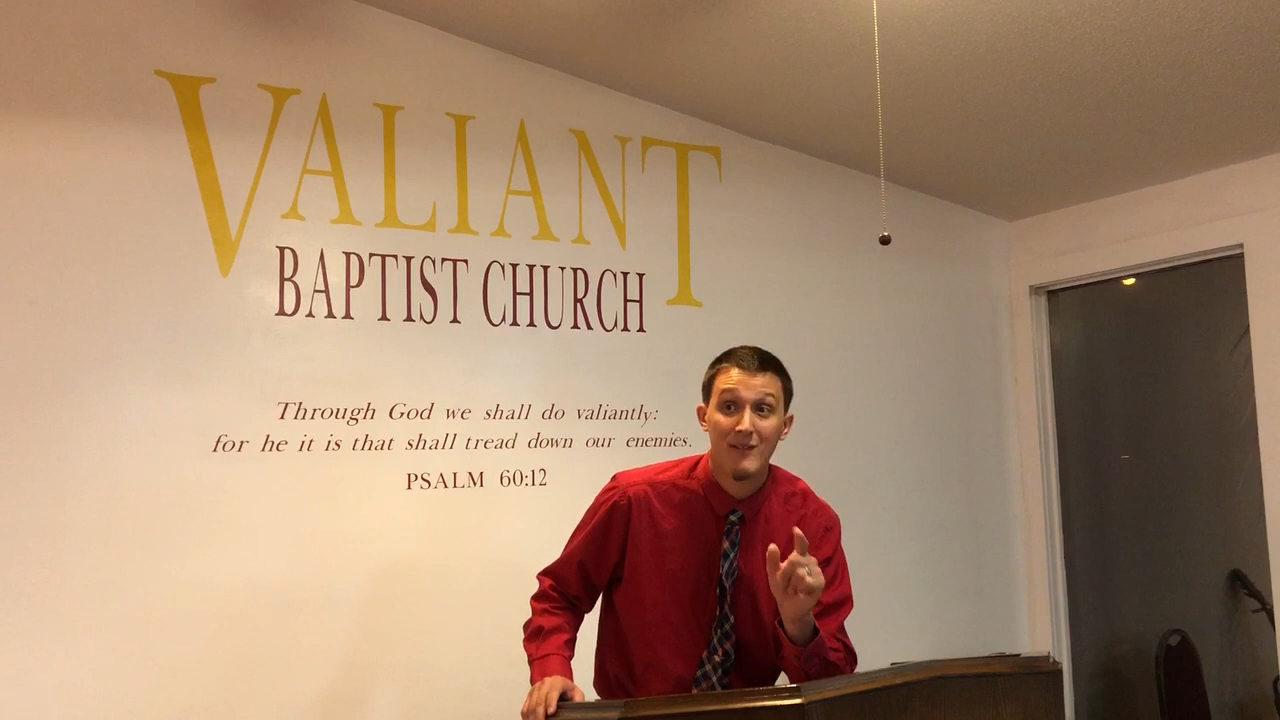 VALIANT
BAPTIST CHURCH
Through God we shall do valiantly:
for he it is that shall tread down our enemies.
PSALM 60:12